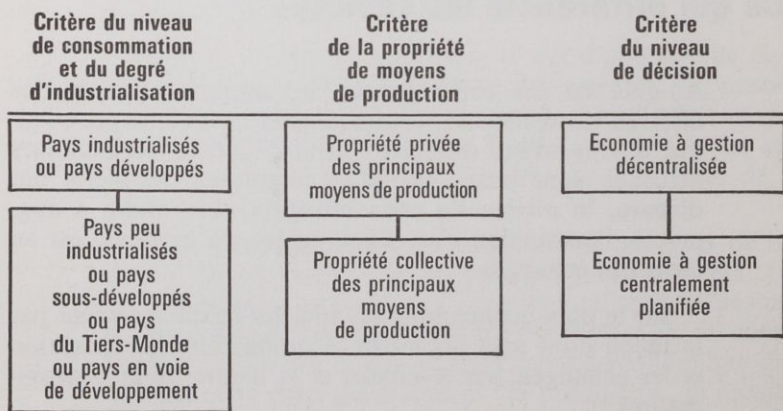 Critère du niveau
de consommation
et du degré
d'industrialisation
Critère
de la propriété
de moyens
de production
Critère
du niveau
de décision
Pays industrialisés
ou pays développés
Propriété privée
des principaux
moyens de production
Economie à gestion
décentralisée
Pays peu
industrialisés
ou pays
sous-développés
ou pays
du Tiers-Monde
ou pays en voie
de développement
Propriété collective
des principaux
moyens
de production
Economie à gestion
centralement
planifiée